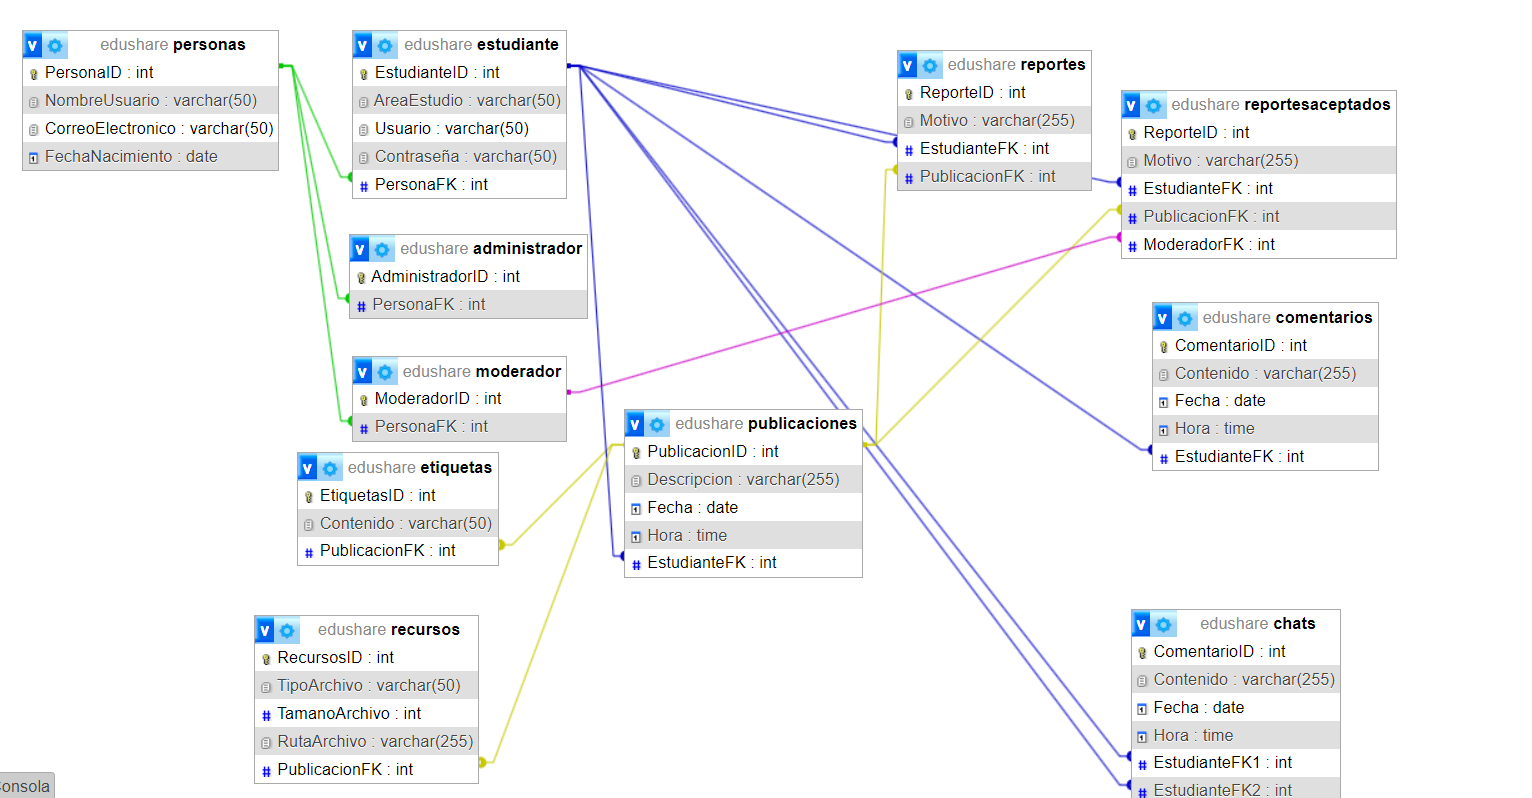 edushare personas
PersonaID : int
NombreUsuario : varchar(50)
CorreoElectronico : varchar(50)
FechaNacimiento : date
edushare estudiante
EstudianteID : int
AreaEstudio : varchar(50)
Usuario : varchar(50)
Contraseña : varchar(50)
PersonaFK : int
edushare administrador
AdministradorID : int
PersonaFK : int
edushare moderador
ModeradorID : int
PersonaFK : int
edushare etiquetas
EtiquetasID : int
Contenido : varchar(50)
PublicacionFK : int
edushare recursos
RecursosID : int
TipoArchivo : varchar(50)
TamanoArchivo : int
RutaArchivo : varchar(255)
PublicacionFK : int
edushare publicaciones
PublicacionID : int
Descripcion : varchar(255)
Fecha : date
Hora : time
EstudianteFK : int
edushare reportes
ReporteID : int
Motivo : varchar(255)
EstudianteFK : int
PublicacionFK : int
edushare reportesaceptados
ReporteID : int
Motivo : varchar(255)
EstudianteFK : int
PublicacionFK : int
ModeradorFK : int
edushare comentarios
ComentarioID : int
Contenido : varchar(255)
Fecha : date
Hora : time
EstudianteFK : int
edushare chats
ComentarioID : int
Contenido : varchar(255)
Fecha : date
Hora : time
EstudianteFK1 : int
EstudianteFK2 : int
onsola